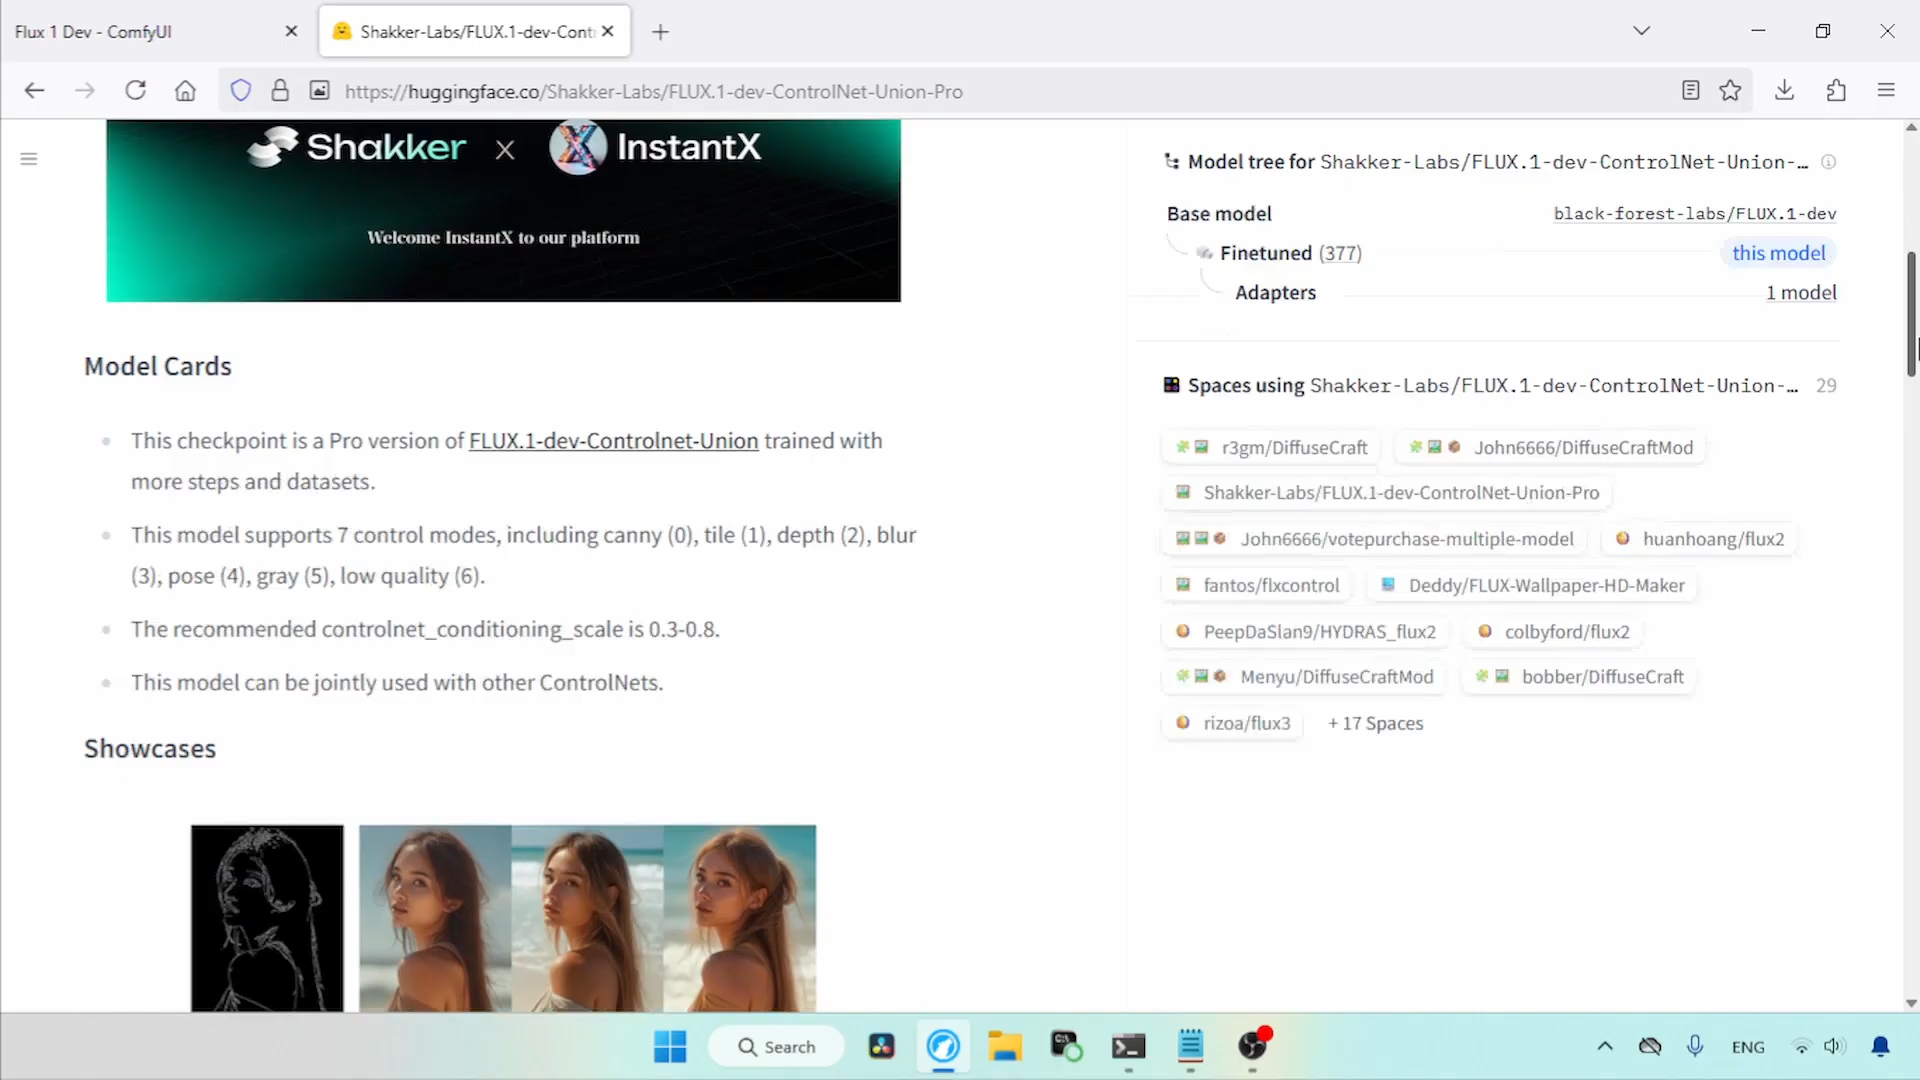 Flux 1 Dev - ComfyUI
Shakker-Labs/FLUX.1-dev-Cont
https://huggingface.co/Shakker-Labs/FLUX.1-dev-ControlNet-Union-Pro
Shakker X InstantX
Welcome InstantX to our platform
Model Cards
This checkpoint is a Pro version of FLUX.1-dev-Controlnet-Union trained with
more steps and datasets.
This model supports 7 control modes, including canny (0), tile (1), depth (2), blur
(3), pose (4), gray (5), low quality (6).
The recommended controlnet_conditioning_scale is 0.3-0.8.
This model can be jointly used with other ControlNets.
Showcases
Model tree for Shakker-Labs/FLUX.1-dev-ControlNet-Union-…
Base model black-forest-labs/FLUX.1-dev
Finetuned (377) this model
Adapters 1 model
Spaces using Shakker-Labs/FLUX.1-dev-ControlNet-Union-… 29
r3gm/DiffuseCraft John6666/DiffuseCraftMod
Shakker-Labs/FLUX.1-dev-ControlNet-Union-Pro
John6666/votepurchase-multiple-model huanhoang/flux2
fantos/flxcontrol Deddy/FLUX-Wallpaper-HD-Maker
PeepDaSlan9/HYDRAS_flux2 colbyford/flux2
Menyu/DiffuseCraftMod bobber/DiffuseCraft
rizoa/flux3 + 17 Spaces
Search
ENG